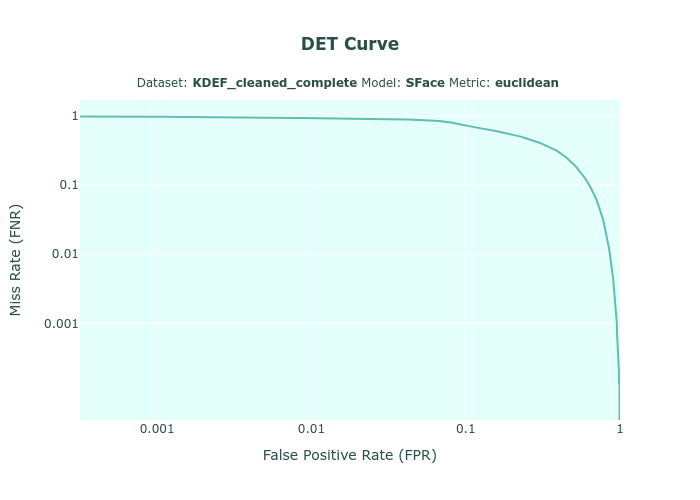 DET Curve
Dataset: KDEF_cleaned_complete Model: SFace Metric: euclidean
1
0.1
0.01
0.001
Miss Rate (FNR)
0.001
0.01
0.1
1
False Positive Rate (FPR)